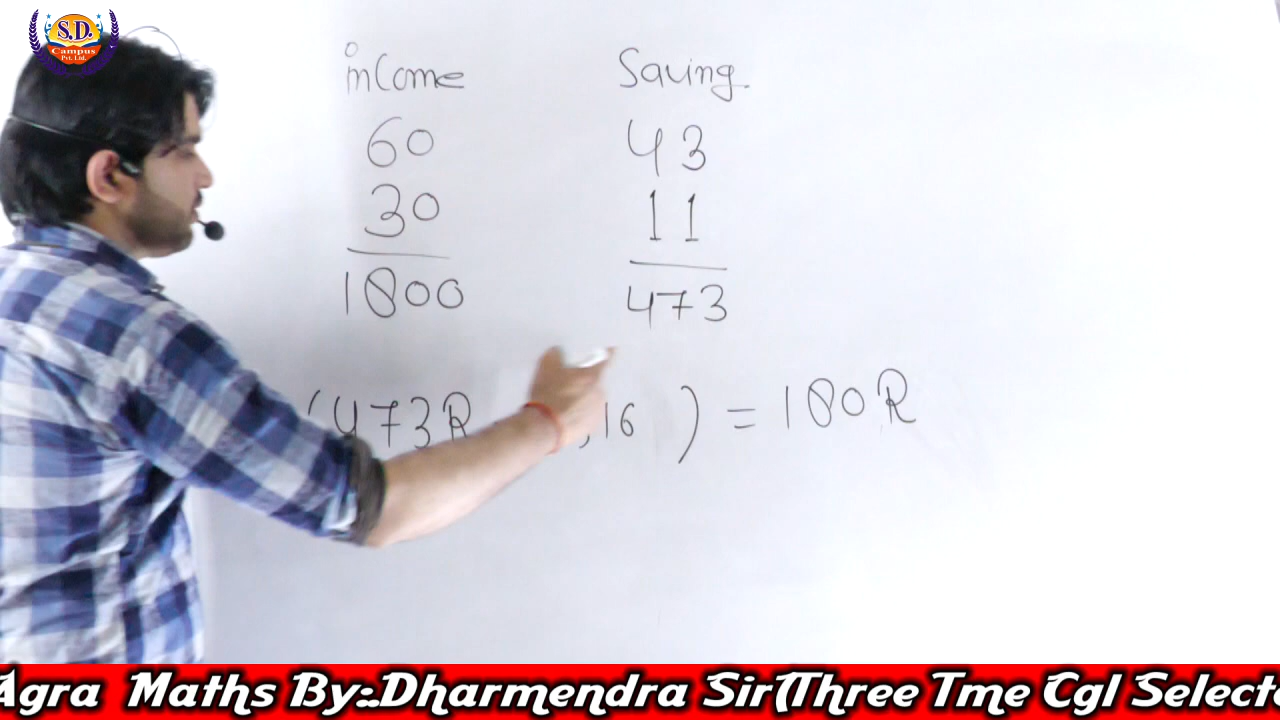 S.D.
Campus
Pvt. Ltd.
inCome Saving.
60 43
30 11
1800 473
(473R ,16 ) = 180R
Agra Maths By:.Dharmendra Sir(Three Tme Cgl Select